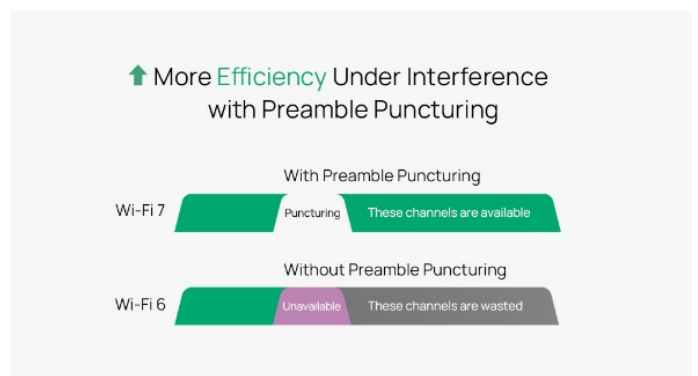 More Efficiency Under Interference
with Preamble Puncturing
With Preamble Puncturing
Wi-Fi 7
Puncturing
These channels are available
Without Preamble Puncturing
Wi-Fi 6
Unavailable
These channels are wasted